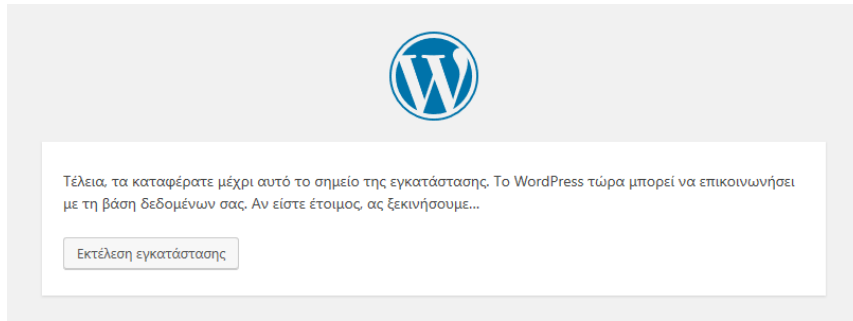 Τέλεια, τα καταφέρατε μέχρι αυτό το σημείο της εγκατάστασης. Το WordPress τώρα μπορεί να επικοινωνήσει
με τη βάση δεδομένων σας. Αν είστε έτοιμος, ας ξεκινήσουμε...
Εκτέλεση εγκατάστασης